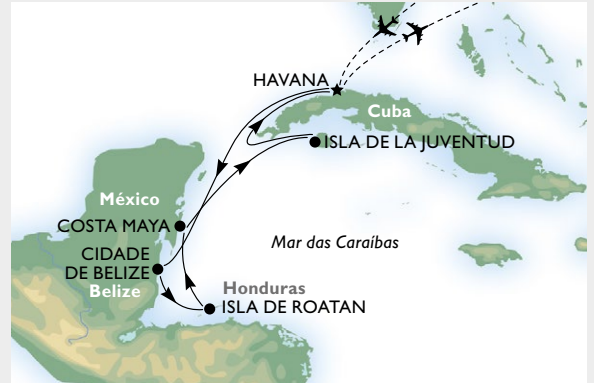 HAVANA
Cuba
ISLA DE LA JUVENTUD
México
COSTA MAYA
Mar das Caraíbas
CIDADE
DE BELIZE
Belize
Honduras
ISLA DE ROATAN